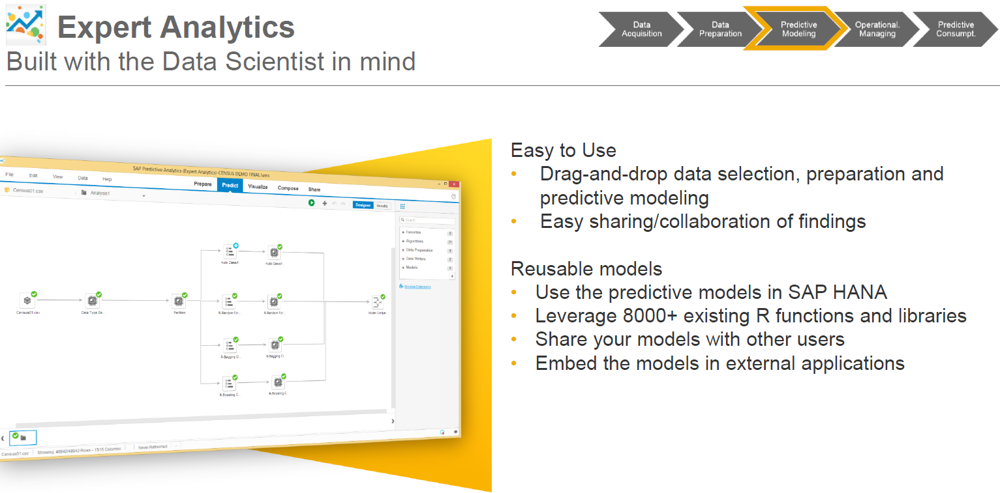 Expert Analytics
Built with the Data Scientist in mind
Data
Acquisition
Data
Preparation
Predictive
Modeling
Operational.
Managing
Predictive
Consumpt.
SAP Predictive Analytics (Expert Analytics)-CENSUS DEMO FINAL.lums
File Edit View Data Help
Prepare Predict Visualize Compose Share
Census01.csv
Analysis1
Designer Results
Search
Favorites
Algorithms
Data Preparation
Data Writers
Models
Browse Extensions
Auto Classif...
Auto Classif...
Census01.csv
Data Type De...
Partition
R-Random For...
R-Random For...
Model Compar...
R-Bagging Cl...
R-Bagging Cl...
R-Boosting C...
R-Boosting C...
Census01.csv
Showing: 48842/48842 Rows - 15/15 Columns
Never Refreshed
Easy to Use
• Drag-and-drop data selection, preparation and
predictive modeling
• Easy sharing/collaboration of findings
Reusable models
• Use the predictive models in SAP HANA
• Leverage 8000+ existing R functions and libraries
• Share your models with other users
• Embed the models in external applications